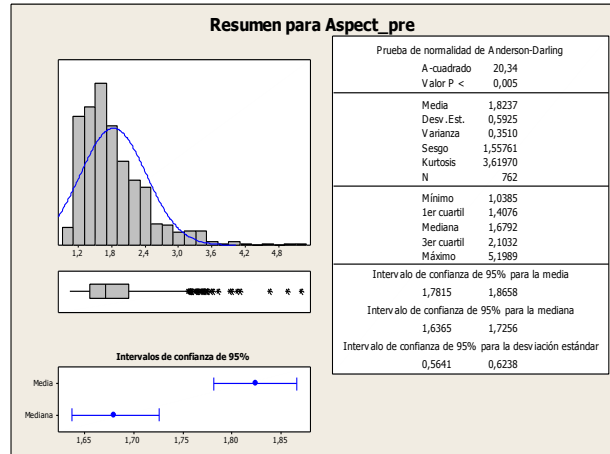 Resumen para Aspect_pre
1,2 1,8 2,4 3,0 3,6 4,2 4,8
Intervalos de confianza de 95%
Media
Mediana
1,65 1,70 1,75 1,80 1,85
Prueba de normalidad de Anderson-Darling
A-cuadrado 20,34
Valor P < 0,005
Media 1,8237
Desv.Est. 0,5925
Varianza 0,3510
Sesgo 1,55761
Kurtosis 3,61970
N 762
Mínimo 1,0385
1er cuartil 1,4076
Mediana 1,6792
3er cuartil 2,1032
Máximo 5,1989
Intervalo de confianza de 95% para la media
1,7815 1,8658
Intervalo de confianza de 95% para la mediana
1,6365 1,7256
Intervalo de confianza de 95% para la desviación estándar
0,5641 0,6238